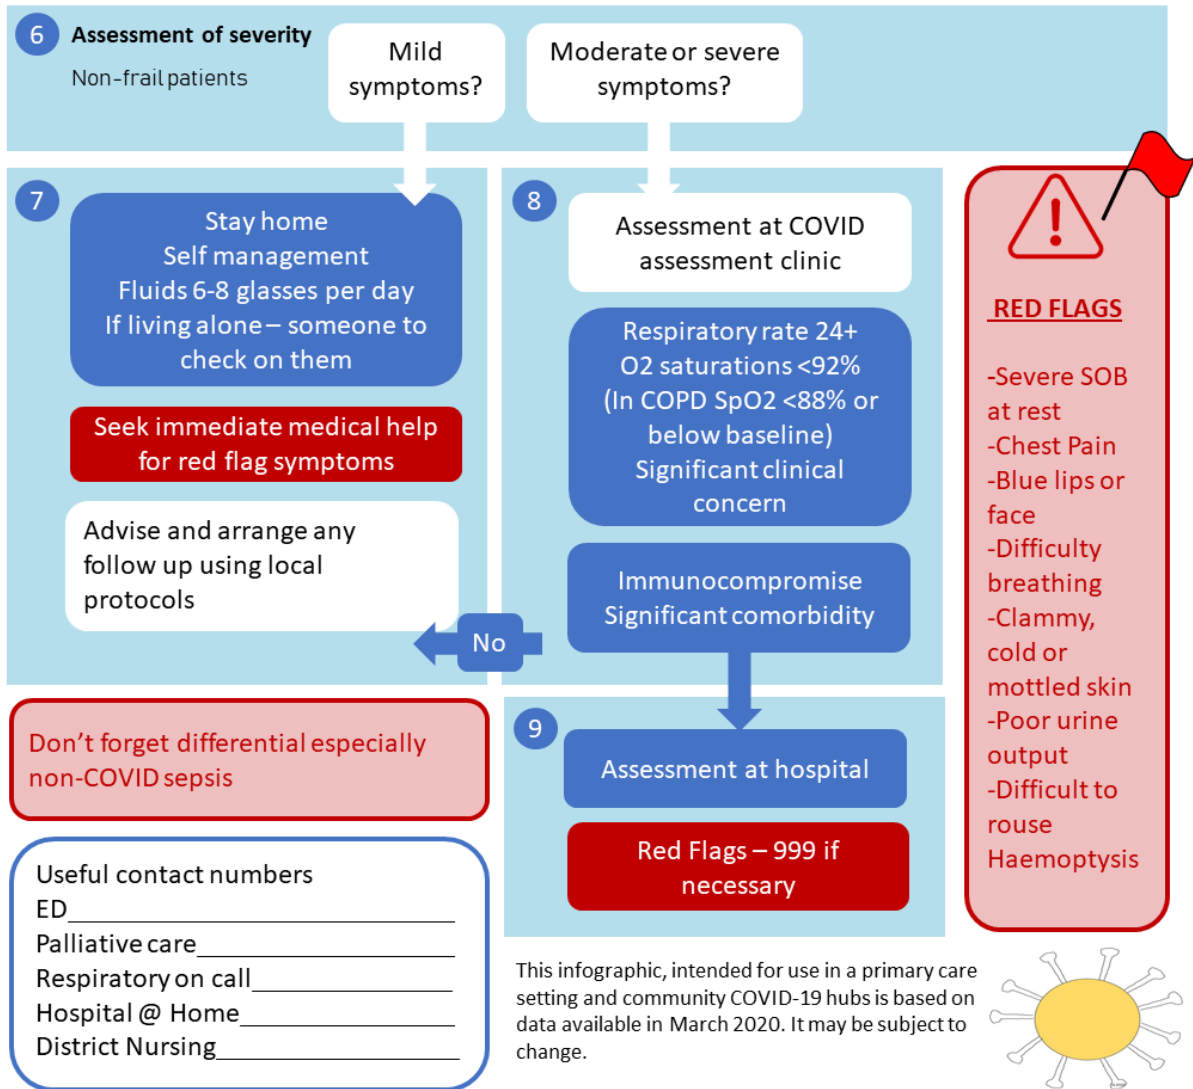 6
Assessment of severity
Non-frail patients
Mild
symptoms?
Moderate or severe
symptoms?
7
Stay home
Self management
Fluids 6-8 glasses per day
If living alone – someone to
check on them
Seek immediate medical help
for red flag symptoms
Advise and arrange any
follow up using local
protocols
8
Assessment at COVID
assessment clinic
Respiratory rate 24+
O2 saturations <92%
(In COPD SpO2 <88% or
below baseline)
Significant clinical
concern
Immunocompromise
Significant comorbidity
No
9
Assessment at hospital
Red Flags – 999 if
necessary
RED FLAGS
-Severe SOB
at rest
-Chest Pain
-Blue lips or
face
-Difficulty
breathing
-Clammy,
cold or
mottled skin
-Poor urine
output
-Difficult to
rouse
Haemoptysis
Don't forget differential especially
non-COVID sepsis
Useful contact numbers
ED______________________________
Palliative care____________________
Respiratory on call________________
Hospital @ Home_________________
District Nursing___________________
This infographic, intended for use in a primary care
setting and community COVID-19 hubs is based on
data available in March 2020. It may be subject to
change.